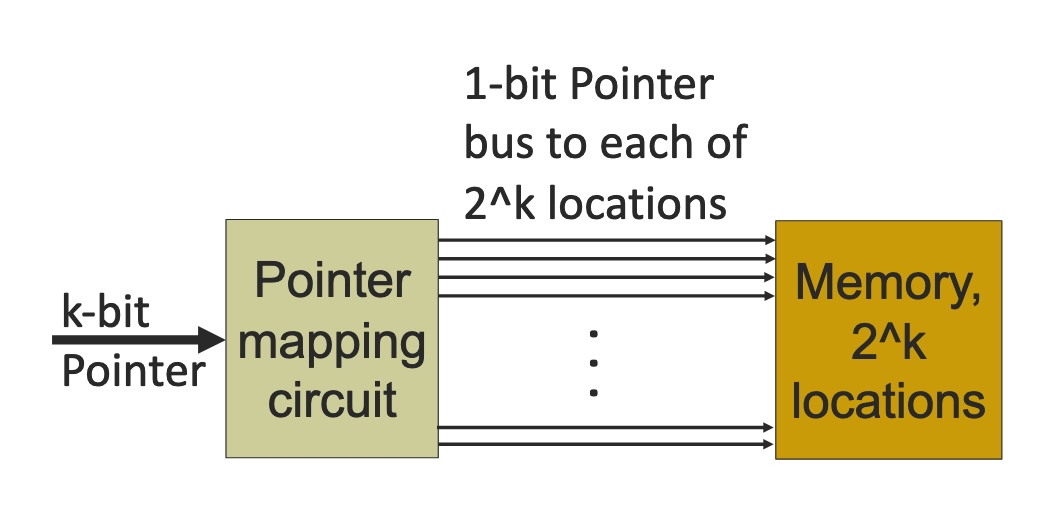 1-bit Pointer
bus to each of
2^k locations
k-bit
Pointer
Pointer
mapping
circuit
Memory,
2^k
locations